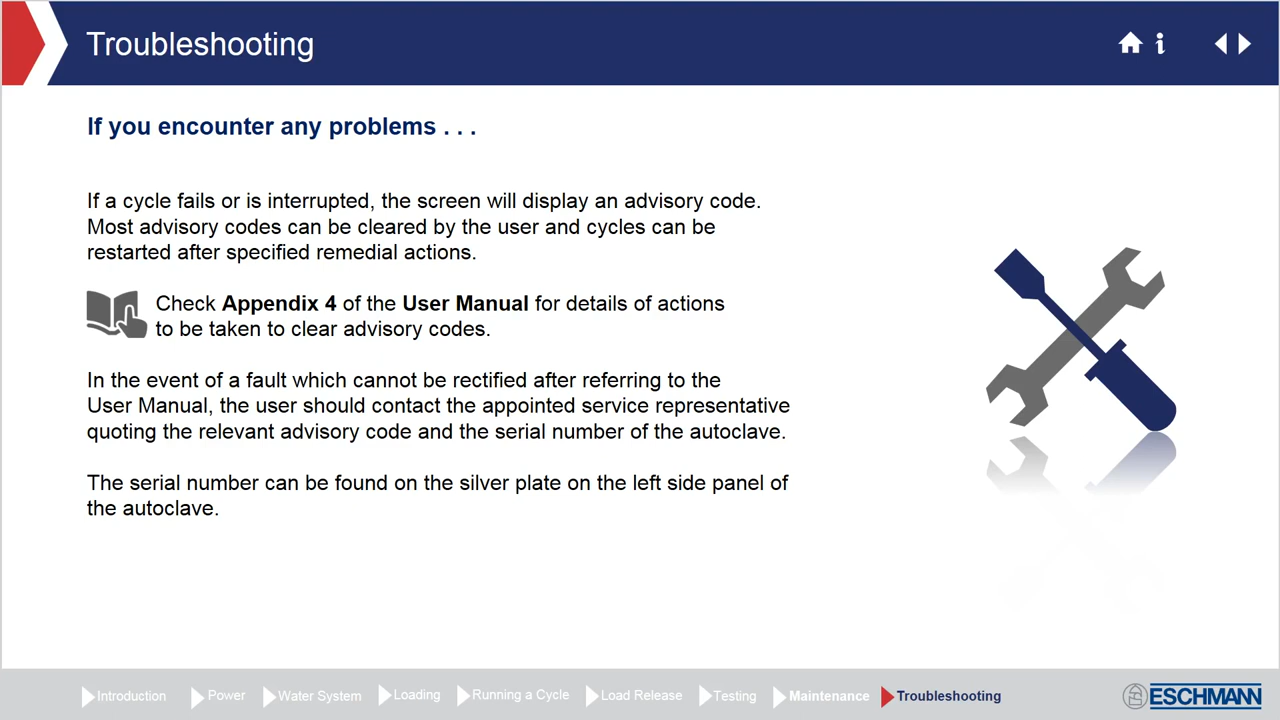 Troubleshooting
If you encounter any problems . . .
If a cycle fails or is interrupted, the screen will display an advisory code.
Most advisory codes can be cleared by the user and cycles can be
restarted after specified remedial actions.
Check Appendix 4 of the User Manual for details of actions
to be taken to clear advisory codes.
In the event of a fault which cannot be rectified after referring to the
User Manual, the user should contact the appointed service representative
quoting the relevant advisory code and the serial number of the autoclave.
The serial number can be found on the silver plate on the left side panel of
the autoclave.
Introduction Power Water System Loading Running a Cycle Load Release Testing Maintenance Troubleshooting ESCHMANN